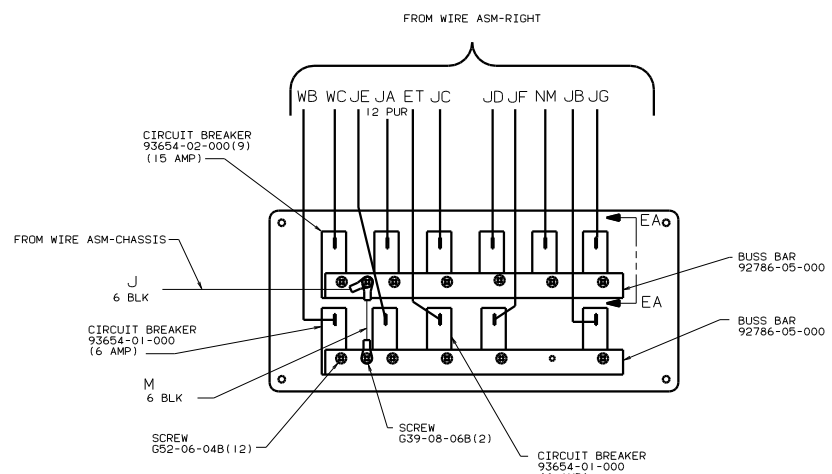 FROM WIRE ASM-RIGHT
WB WC JE JA ET JC JD JF NM JB JG
12 PUR
CIRCUIT BREAKER
93654-02-000(9)
(15 AMP)
EA
FROM WIRE ASM-CHASSIS
BUSS BAR
92786-05-000
J
6 BLK
EA
CIRCUIT BREAKER
93654-01-000
(6 AMP)
BUSS BAR
92786-05-000
M
6 BLK
SCREW
G52-06-04B(12)
SCREW
G39-08-06B(2)
CIRCUIT BREAKER
93654-01-000